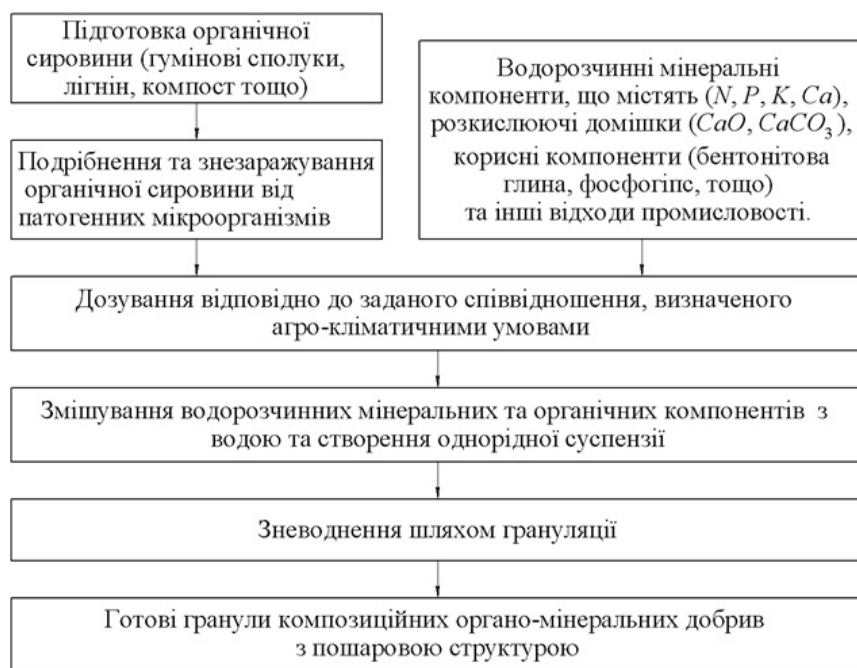 Підготовка органічної
сировини (гумінові сполуки,
лігнін, компост тощо)
Подрібнення та знезаражування
органічної сировини від
патогенних мікроорганізмів
Водорозчинні мінеральні
компоненти, що містять (N, P, K, Ca),
розкислюючі домішки (CaO, CaCO₃),
корисні компоненти (бентонітова
глина, фосфогіпс, тощо)
та інші відходи промисловості.
Дозування відповідно до заданого співвідношення, визначеного
агро-кліматичними умовами
Змішування водорозчинних мінеральних та органічних компонентів з
водою та створення однорідної суспензії
Зневоднення шляхом грануляції
Готові гранули композиційних органо-мінеральних добрив
з пошаровою структурою